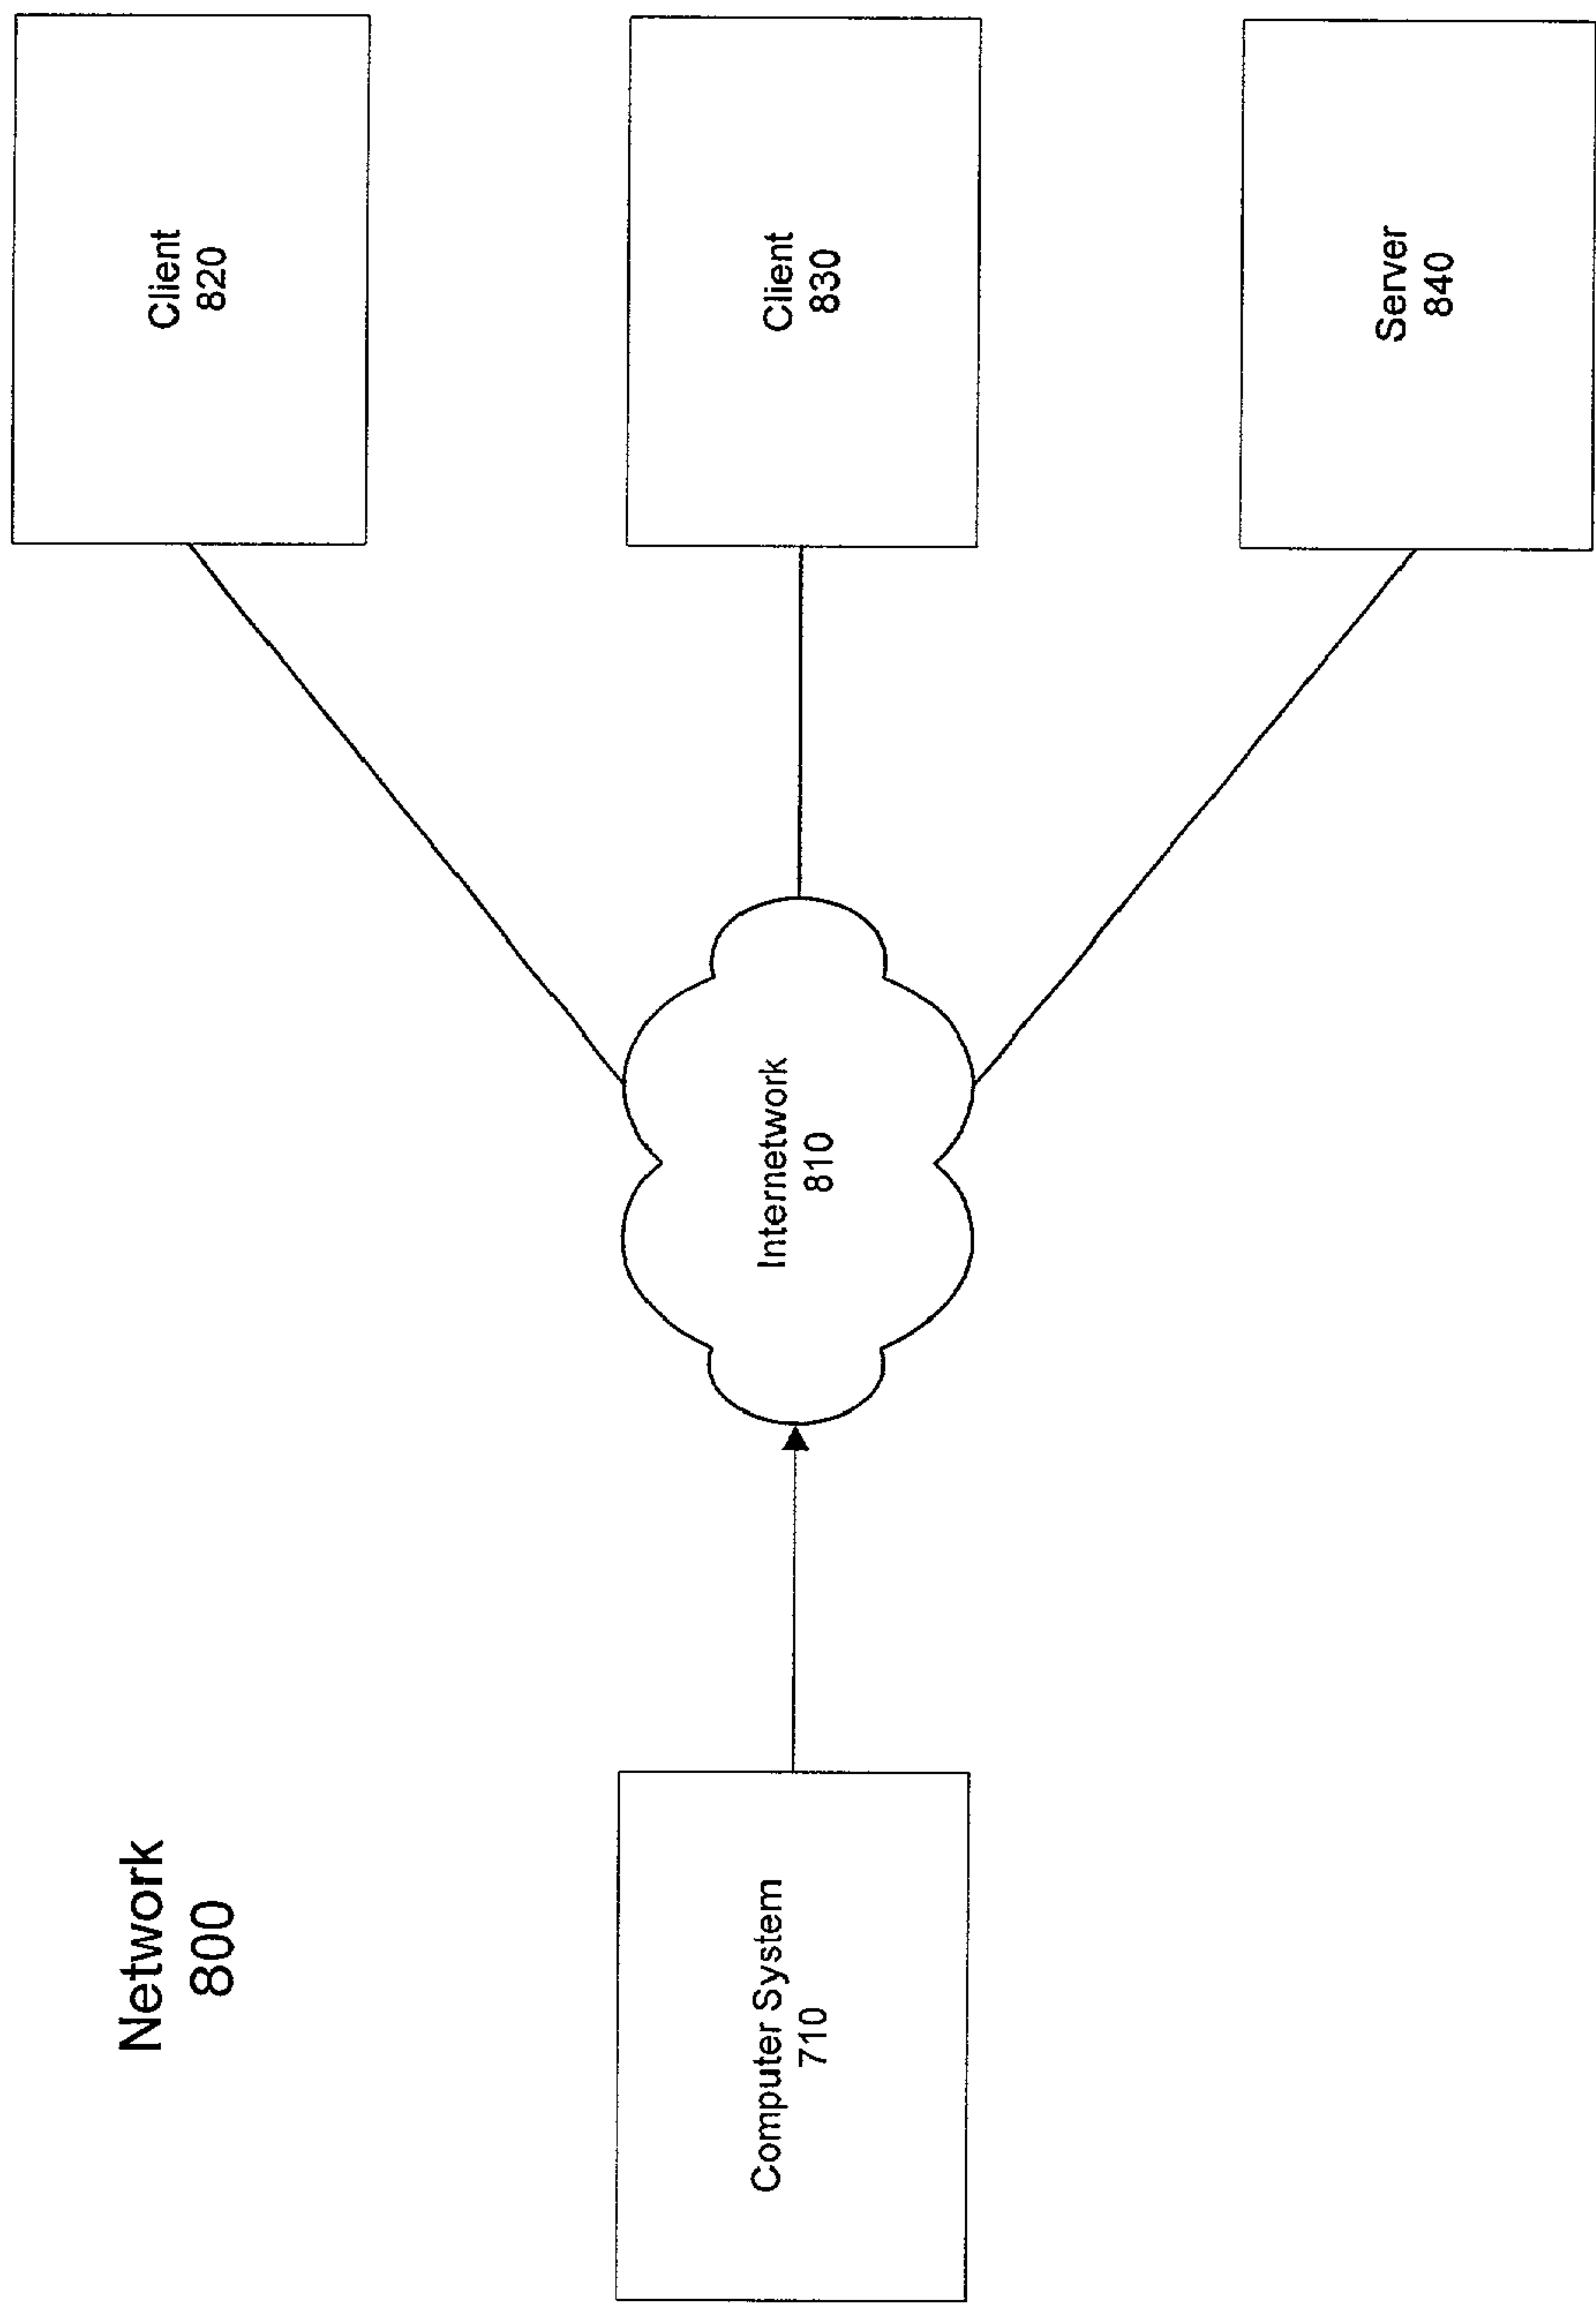 Network
800
Client
820
Computer System
710
Internetwork
810
Client
830
Server
840